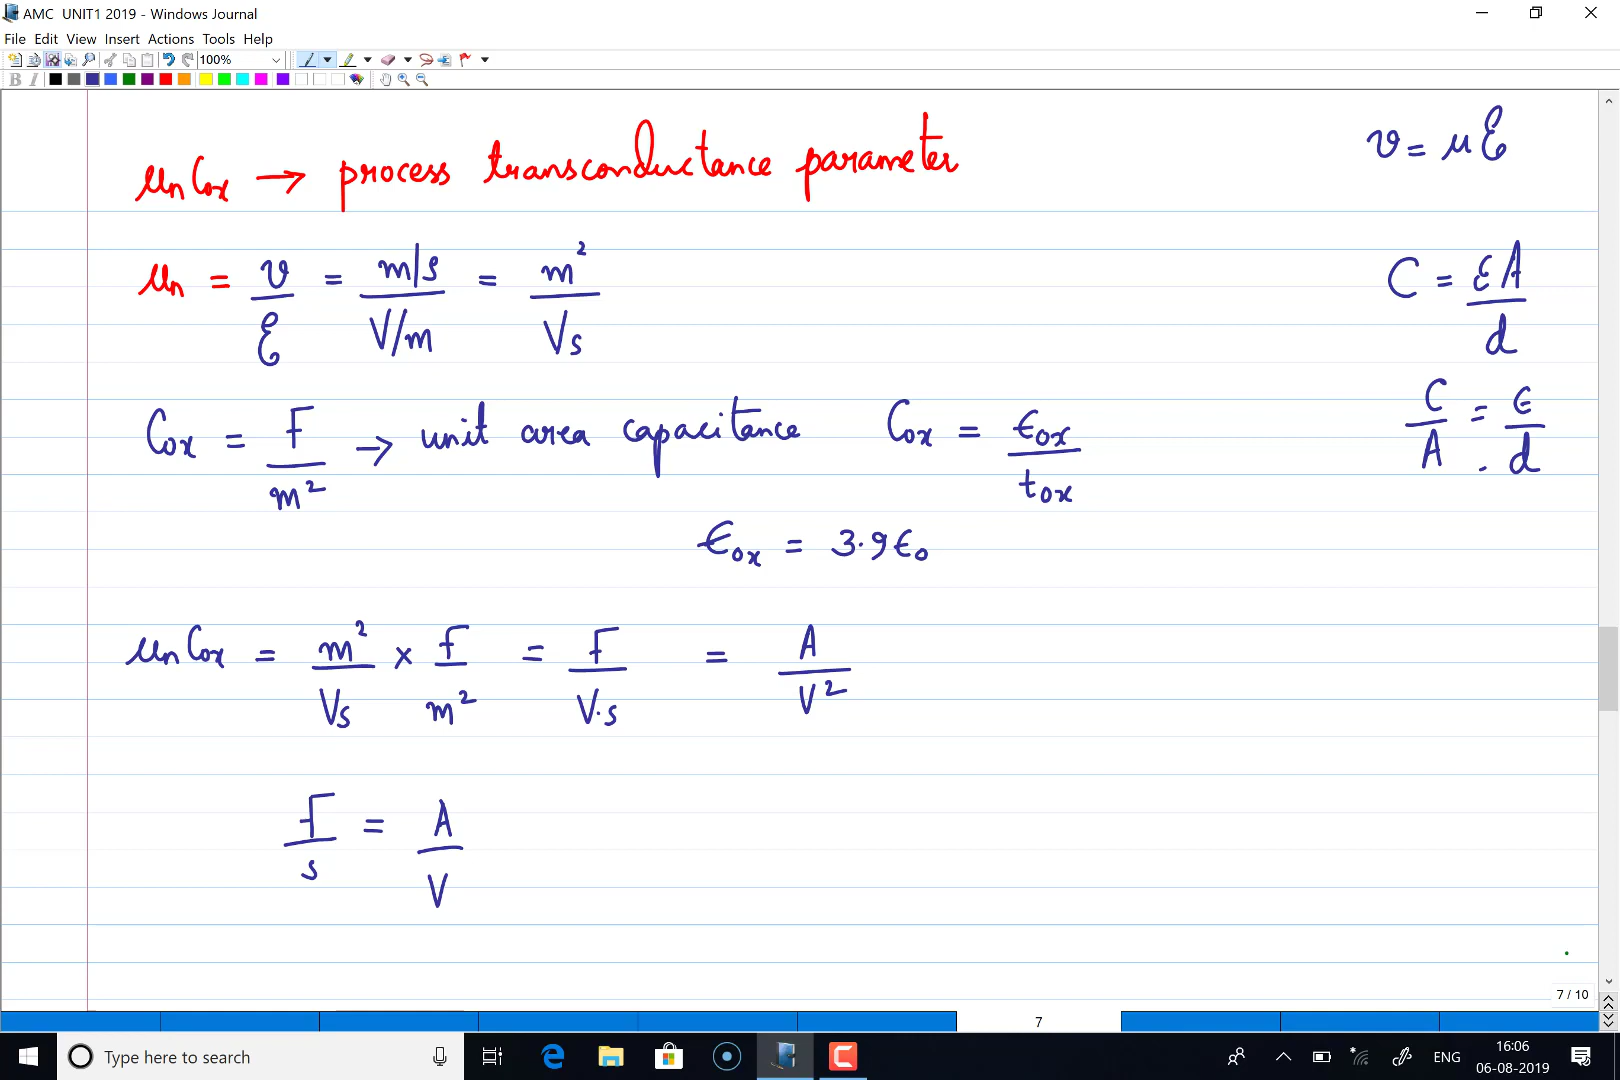 AMC UNIT1 2019 - Windows Journal
File Edit View Insert Actions Tools Help
100%
B I
μnCox → process transconductance parameter
v = μℰ
μn = v/ℰ = m/s / V/m = m²/Vs
C = εA/d
Cox = F/m² → unit area capacitance Cox = ϵox/tox
C/A = ϵ/d
ϵox = 3.9ϵ0
μnCox = m²/Vs × F/m² = F/V·s = A/V²
F/s = A/V
7 / 10
7
Type here to search
ENG
16:06
06-08-2019